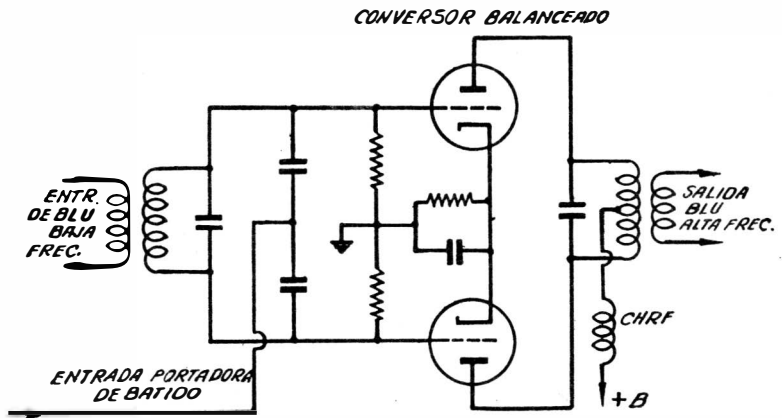 CONVERSOR BALANCEADO
ENTR.
DE BLU
BAJA
FREC.
SALIDA
BLU
ALTA FREC.
CHRF
+B
ENTRADA PORTADORA
DE BATIDO